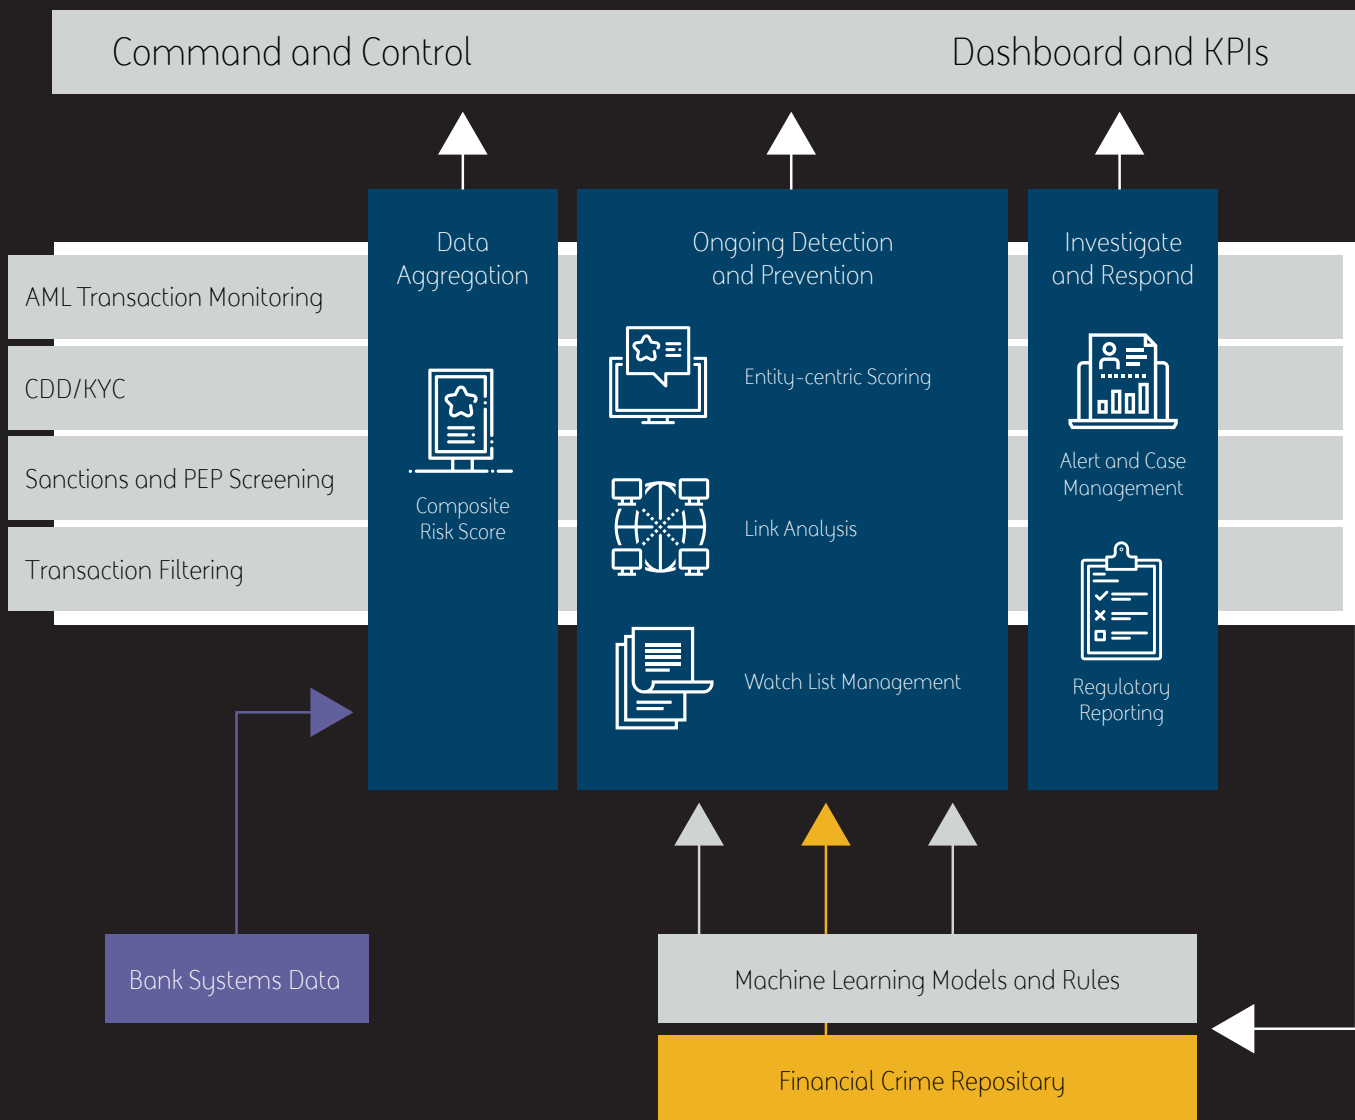 Command and Control
Dashboard and KPIs
Data
Aggregation
Composite
Risk Score
Ongoing Detection
and Prevention
Entity-centric Scoring
Link Analysis
Watch List Management
Investigate
and Respond
Alert and Case
Management
Regulatory
Reporting
AML Transaction Monitoring
CDD/KYC
Sanctions and PEP Screening
Transaction Filtering
Bank Systems Data
Machine Learning Models and Rules
Financial Crime Repositary